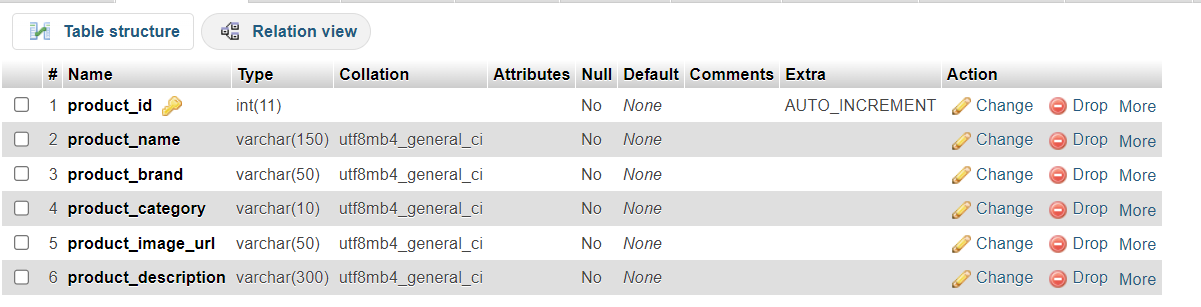 Table structure Relation view
# Name Type Collation Attributes Null Default Comments Extra Action
1 product_id int(11) No None AUTO_INCREMENT Change Drop More
2 product_name varchar(150) utf8mb4_general_ci No None Change Drop More
3 product_brand varchar(50) utf8mb4_general_ci No None Change Drop More
4 product_category varchar(10) utf8mb4_general_ci No None Change Drop More
5 product_image_url varchar(50) utf8mb4_general_ci No None Change Drop More
6 product_description varchar(300) utf8mb4_general_ci No None Change Drop More